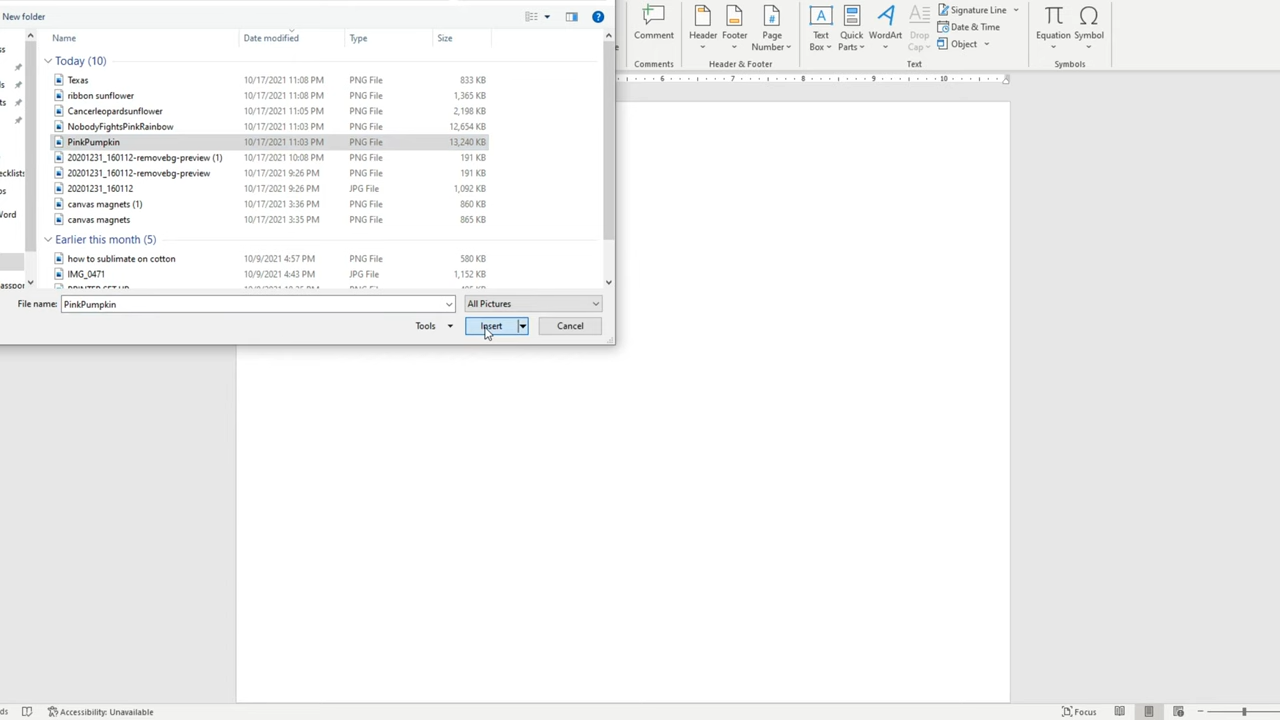 New folder
Name Date modified Type Size
Today (10)
Texas 10/17/2021 11:08 PM PNG File 833 KB
ribbon sunflower 10/17/2021 11:08 PM PNG File 1,365 KB
Cancerleopardsunflower 10/17/2021 11:05 PM PNG File 2,198 KB
NobodyFightsPinkRainbow 10/17/2021 11:03 PM PNG File 12,654 KB
PinkPumpkin 10/17/2021 11:03 PM PNG File 13,240 KB
20201231_160112-removebg-preview (1) 10/17/2021 10:08 PM PNG File 191 KB
20201231_160112-removebg-preview 10/17/2021 9:26 PM PNG File 191 KB
20201231_160112 10/17/2021 9:26 PM JPG File 1,092 KB
canvas magnets (1) 10/17/2021 3:36 PM PNG File 860 KB
canvas magnets 10/17/2021 3:35 PM PNG File 865 KB
Earlier this month (5)
how to sublimate on cotton 10/9/2021 4:57 PM PNG File 580 KB
IMG_0471 10/9/2021 4:43 PM JPG File 1,152 KB
ecklists
Word
asspor
File name: PinkPumpkin All Pictures
Tools Insert Cancel
Comment
Comments
Header
Footer
Page
Number
Header & Footer
Text
Box
Quick
Parts
WordArt
Drop
Cap
Signature Line
Date & Time
Object
Text
Equation
Symbol
Symbols
6 7 8 9 10
Accessibility: Unavailable
Focus